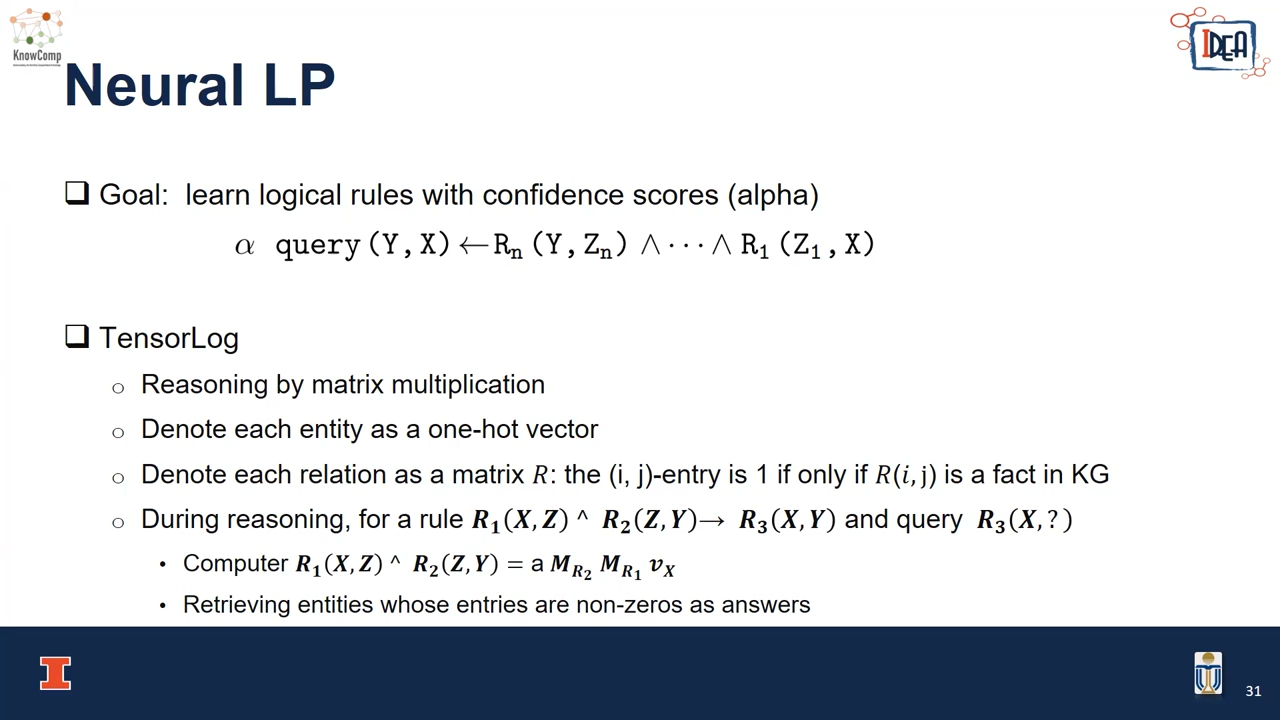 KnowComp
IDEA
Neural LP
❑ Goal: learn logical rules with confidence scores (alpha)
α query(Y,X) ←Rₙ(Y,Zₙ) ∧ ··· ∧ R₁(Z₁,X)
❑ TensorLog
○ Reasoning by matrix multiplication
○ Denote each entity as a one-hot vector
○ Denote each relation as a matrix R: the (i, j)-entry is 1 if only if R(i, j) is a fact in KG
○ During reasoning, for a rule R₁(X, Z) ^ R₂(Z, Y)→ R₃(X, Y) and query R₃(X, ? )
• Computer R₁(X, Z) ^ R₂(Z, Y) = a M_R₂ M_R₁ v_X
• Retrieving entities whose entries are non-zeros as answers
I
31